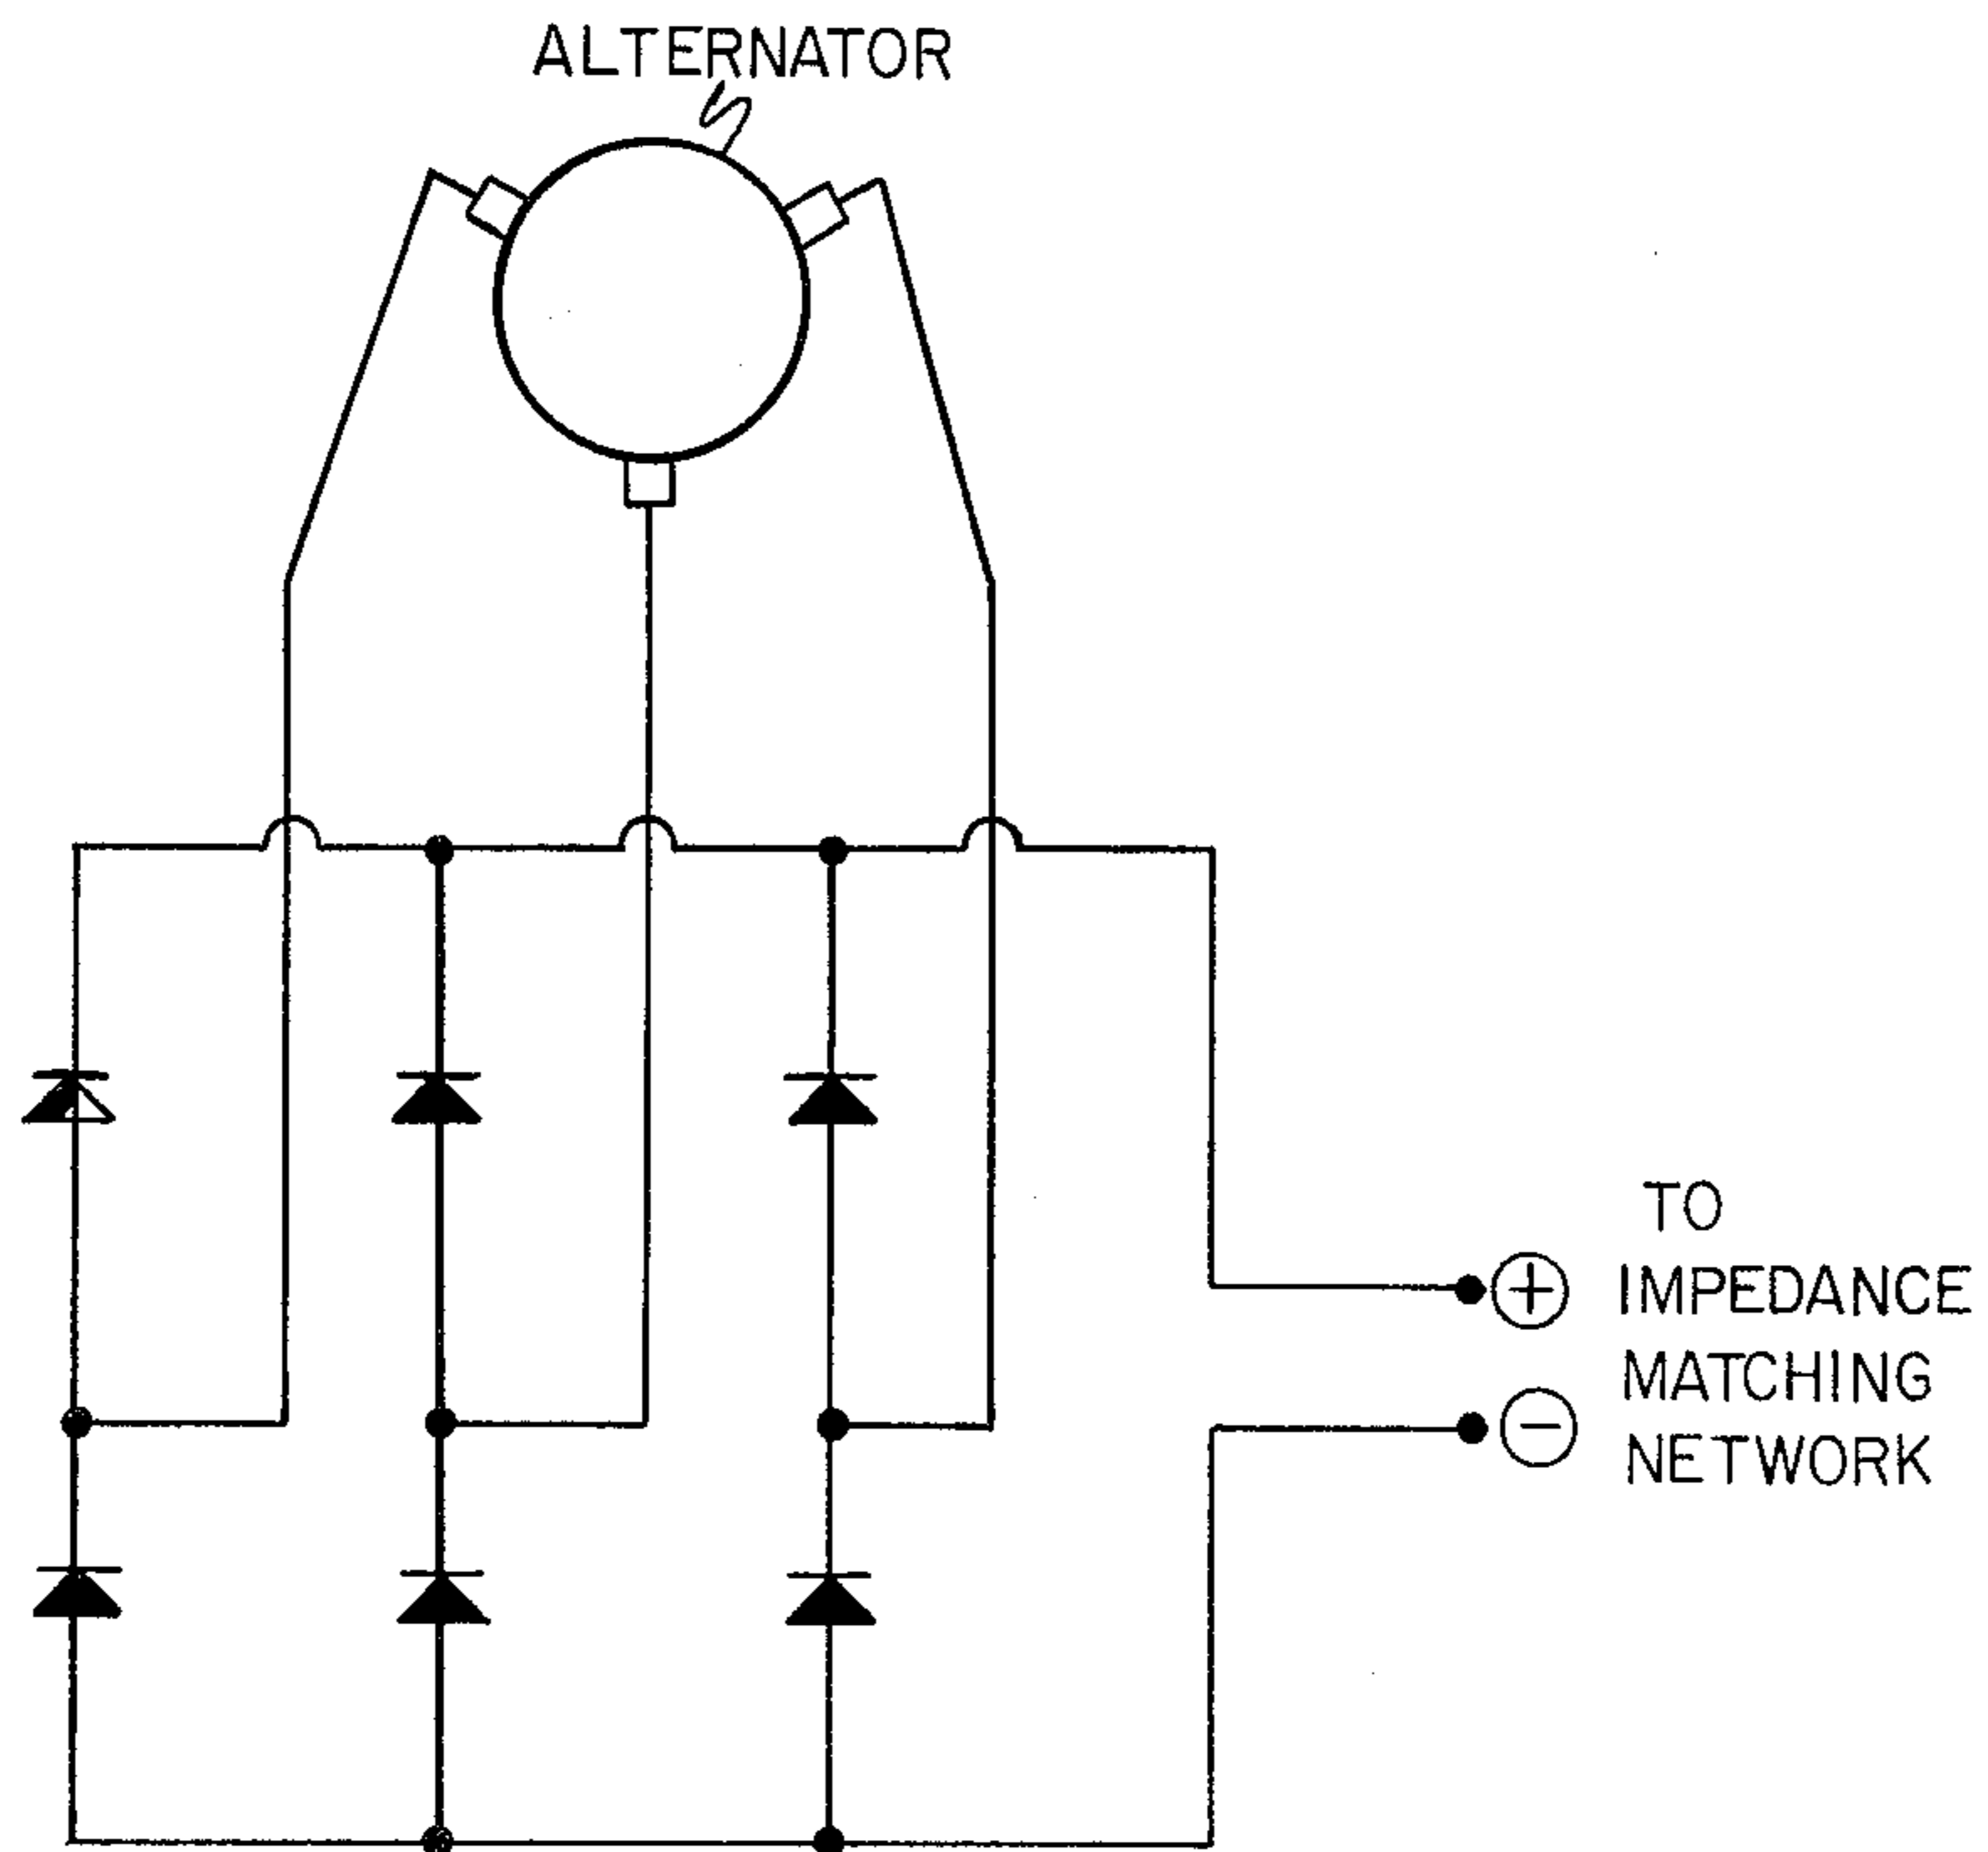 ALTERNATOR
TO
+ IMPEDANCE
MATCHING
− NETWORK